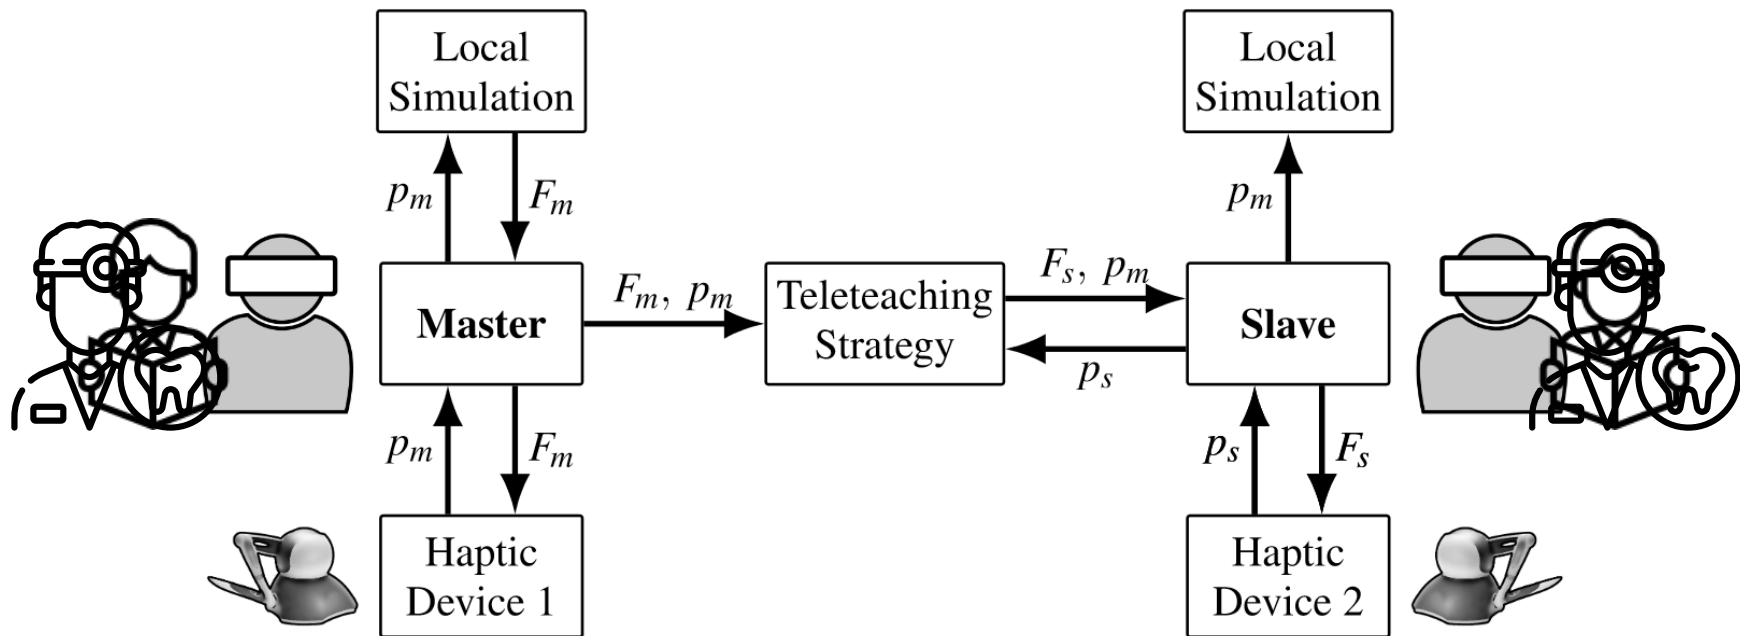 Local
Simulation
Local
Simulation
p_m
F_m
p_m
Master
F_m, p_m
Teleteaching
Strategy
F_s, p_m
p_s
Slave
p_m
F_m
p_s
F_s
Haptic
Device 1
Haptic
Device 2